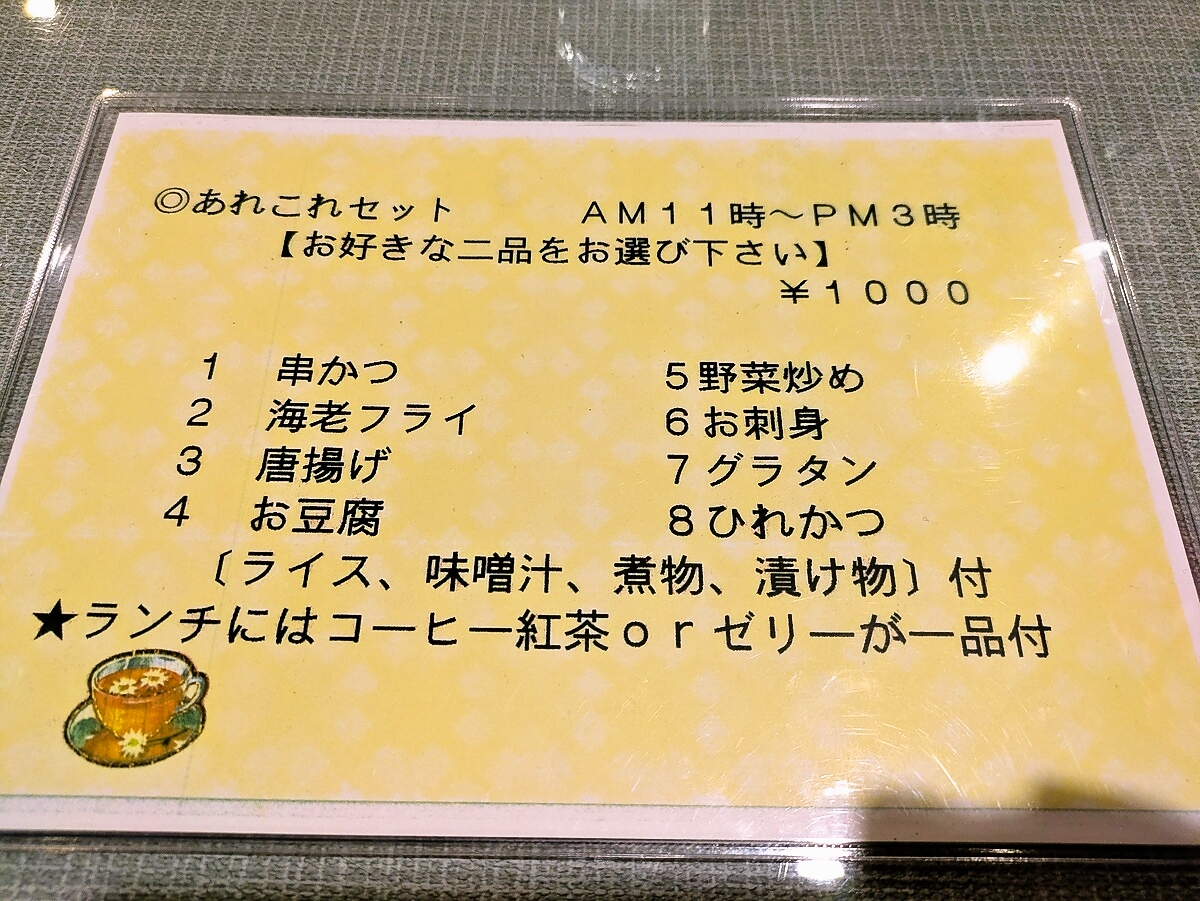 ◎あれこれセット　　　ＡＭ１１時～ＰＭ３時
【お好きな二品をお選び下さい】
￥１０００
1　串かつ　　　　　　５野菜炒め
2　海老フライ　　　　６お刺身
3　唐揚げ　　　　　　７グラタン
4　お豆腐　　　　　　８ひれかつ
〔ライス、味噌汁、煮物、漬け物〕付
★ランチにはコーヒー紅茶ｏｒゼリーが一品付